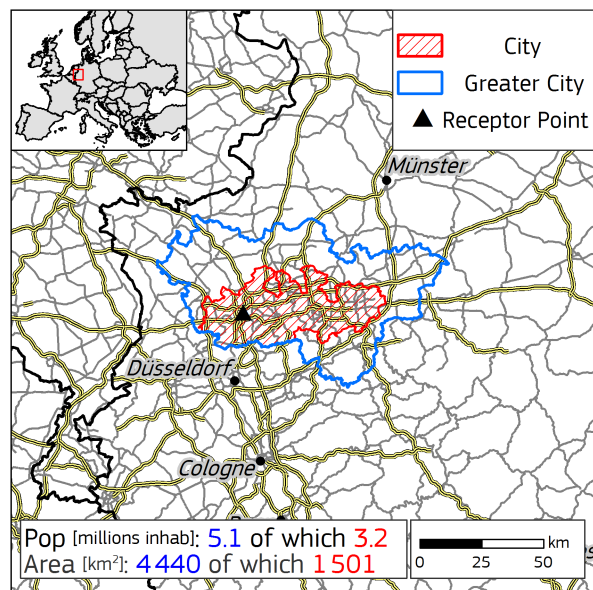 City
Greater City
Receptor Point
Münster
Düsseldorf
Cologne
Pop [millions inhab]: 5.1 of which 3.2
Area [km²]: 4 440 of which 1 501
0 25 50 km